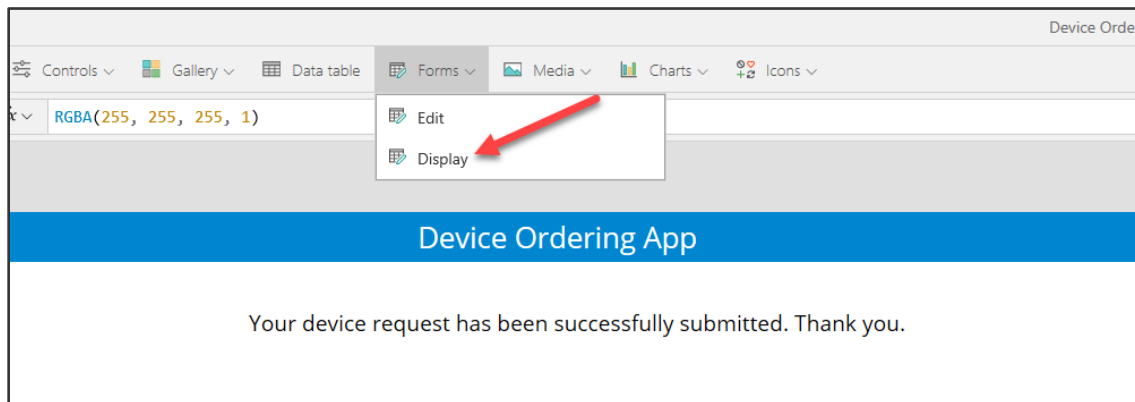 Device Orde
Controls Gallery Data table Forms Media Charts Icons
RGBA(255, 255, 255, 1)
Edit
Display
Device Ordering App
Your device request has been successfully submitted. Thank you.